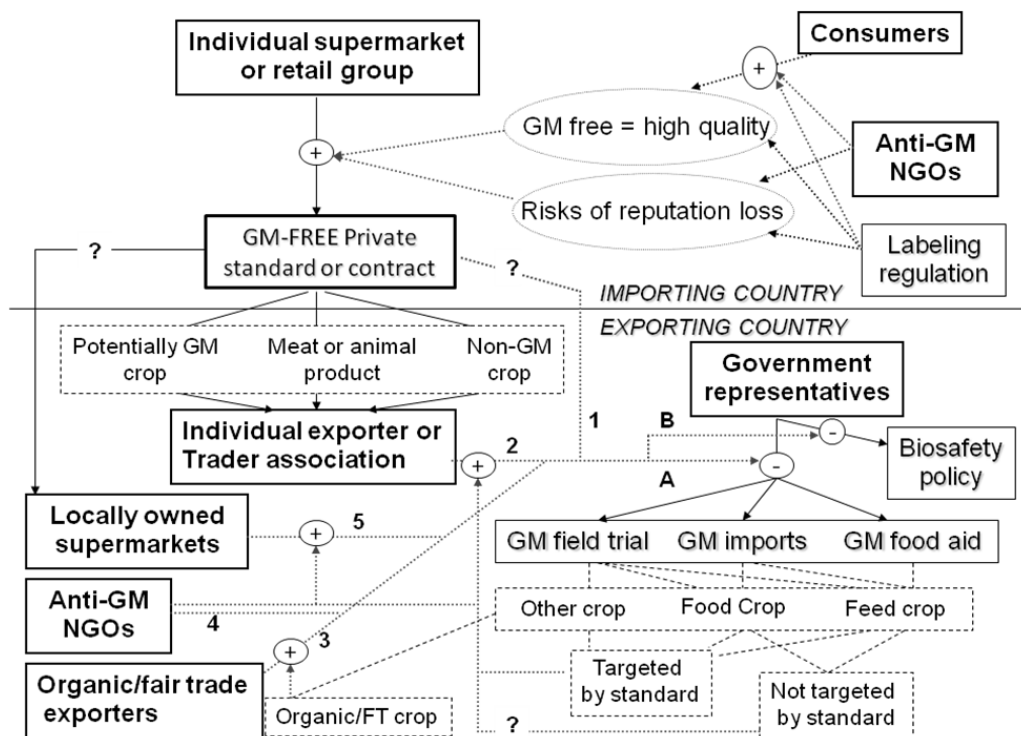 Individual supermarket
or retail group
Consumers
+
GM free = high quality
Anti-GM
NGOs
+
Risks of reputation loss
Labeling
regulation
?
GM-FREE Private
standard or contract
?
IMPORTING COUNTRY
EXPORTING COUNTRY
Potentially GM
crop
Meat or animal
product
Non-GM
crop
Government
representatives
Individual exporter or
Trader association
+
2
1
B
-
A
-
Biosafety
policy
Locally owned
supermarkets
+
5
GM field trial
GM imports
GM food aid
Anti-GM
NGOs
4
Other crop
Food Crop
Feed crop
+
3
Organic/fair trade
exporters
Organic/FT crop
Targeted
by standard
Not targeted
by standard
?